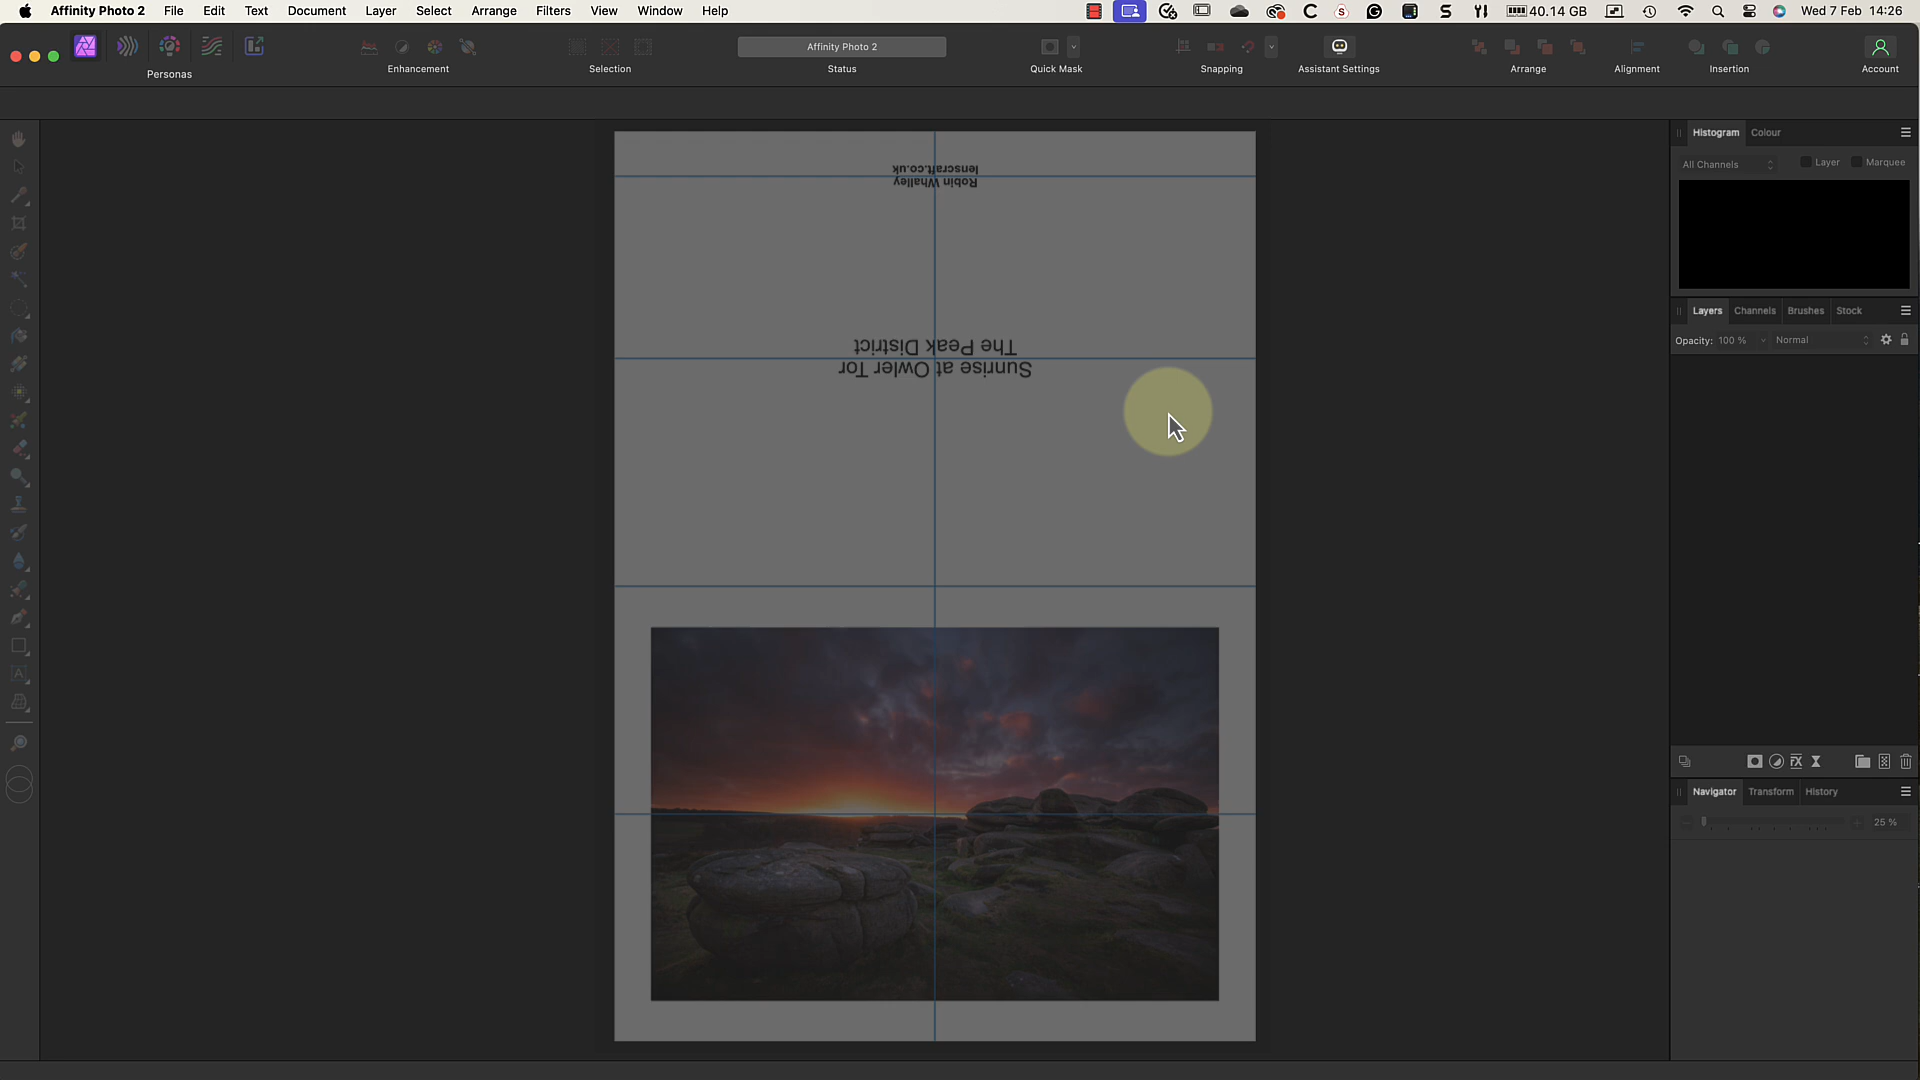 Affinity Photo 2 File Edit Text Document Layer Select Arrange Filters View Window Help 40.14 GB Wed 7 Feb 14:26
Personas
Enhancement
Selection
Affinity Photo 2
Status
Quick Mask
Snapping
Assistant Settings
Arrange
Alignment
Insertion
Account
Histogram Colour
All Channels Layer Marquee
Layers Channels Brushes Stock
Opacity: 100 % Normal
Navigator Transform History
25 %
Sunrise at Owler Tor
The Peak District
Robin Whalley
lenscraft.co.uk